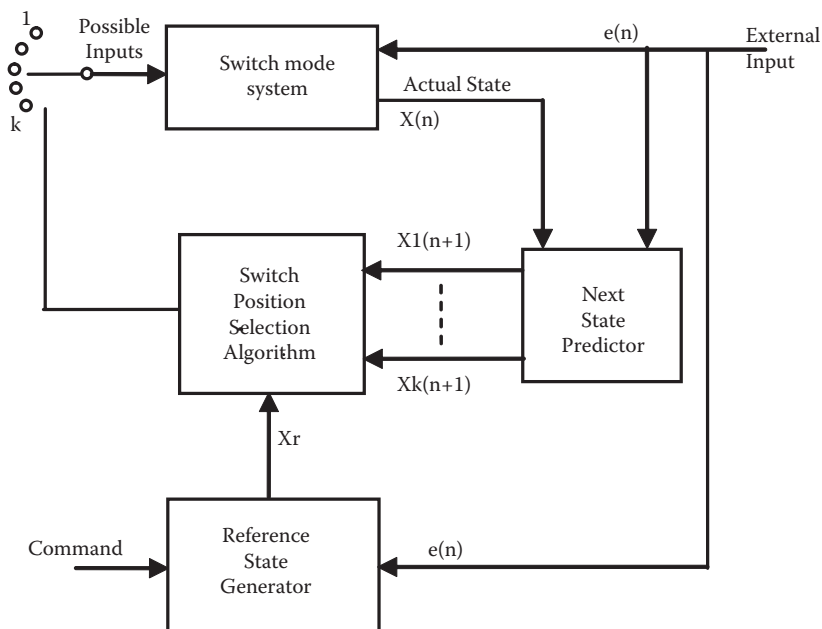 1
Possible
Inputs
k
Switch mode
system
e(n)
External
Input
Actual State
X(n)
X1(n+1)
Switch
Position
Selection
Algorithm
Next
State
Predictor
Xk(n+1)
Xr
Command
Reference
State
Generator
e(n)